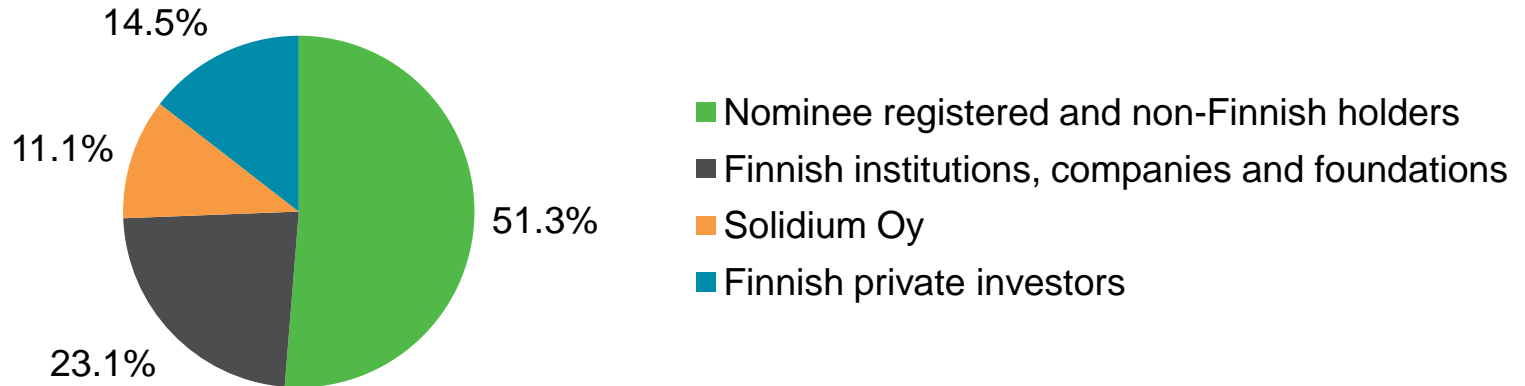 14.5%
11.1%
51.3%
23.1%
Nominee registered and non-Finnish holders
Finnish institutions, companies and foundations
Solidium Oy
Finnish private investors